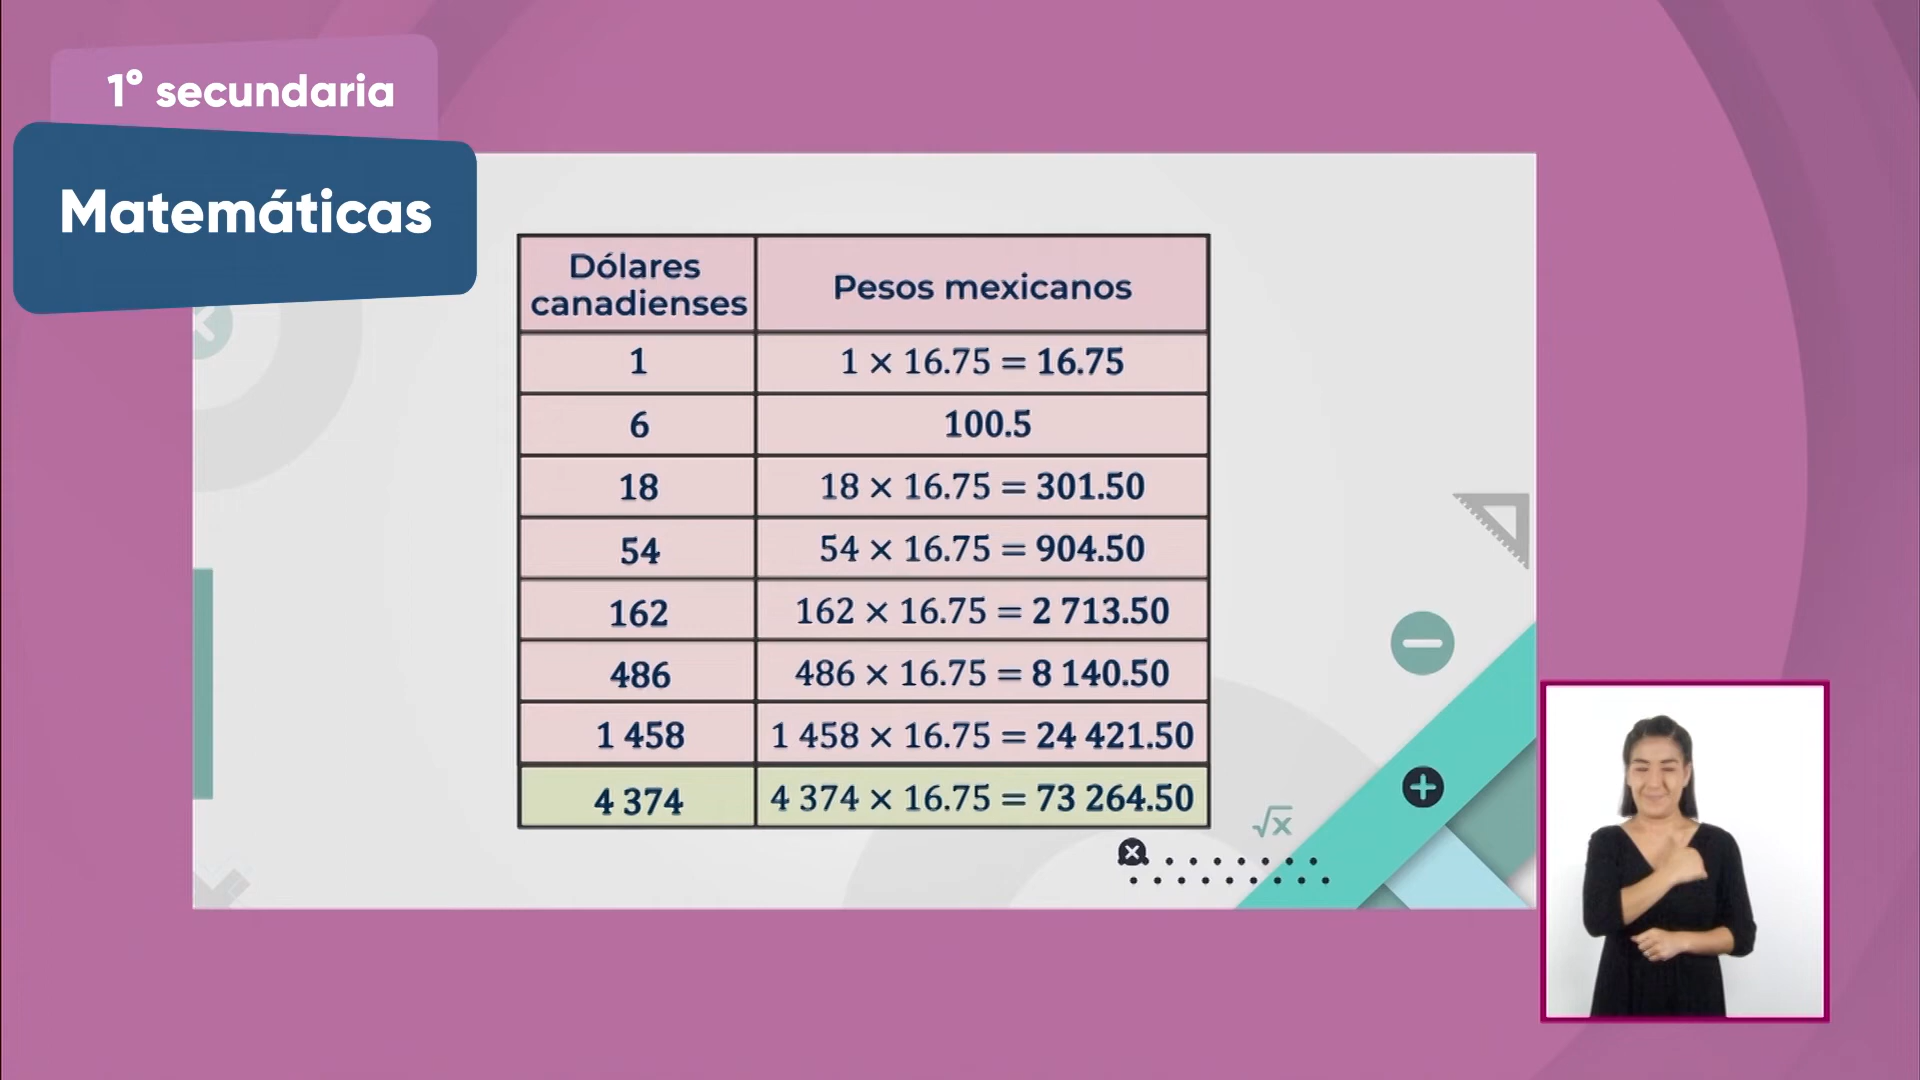 1° secundaria
Matemáticas
Dólares
canadienses
Pesos mexicanos
1
1 × 16.75 = 16.75
6
100.5
18
18 × 16.75 = 301.50
54
54 × 16.75 = 904.50
162
162 × 16.75 = 2 713.50
486
486 × 16.75 = 8 140.50
1 458
1 458 × 16.75 = 24 421.50
4 374
4 374 × 16.75 = 73 264.50
√x